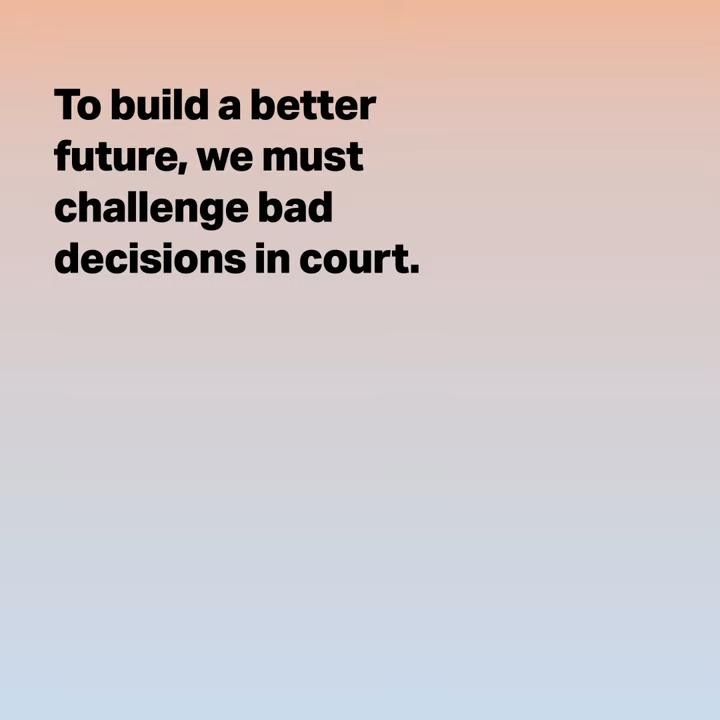 To build a better
future, we must
challenge bad
decisions in court.